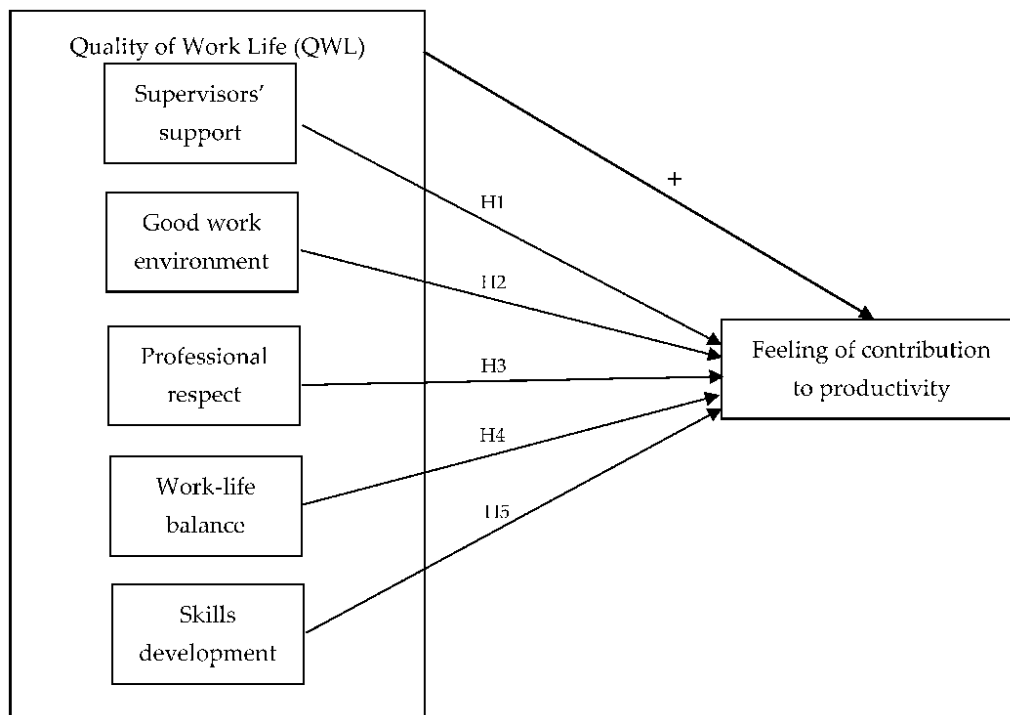 Quality of Work Life (QWL)
Supervisors'
support
+
H1
Good work
environment
H2
Feeling of contribution
to productivity
Professional
respect
H3
H4
Work-life
balance
H5
Skills
development